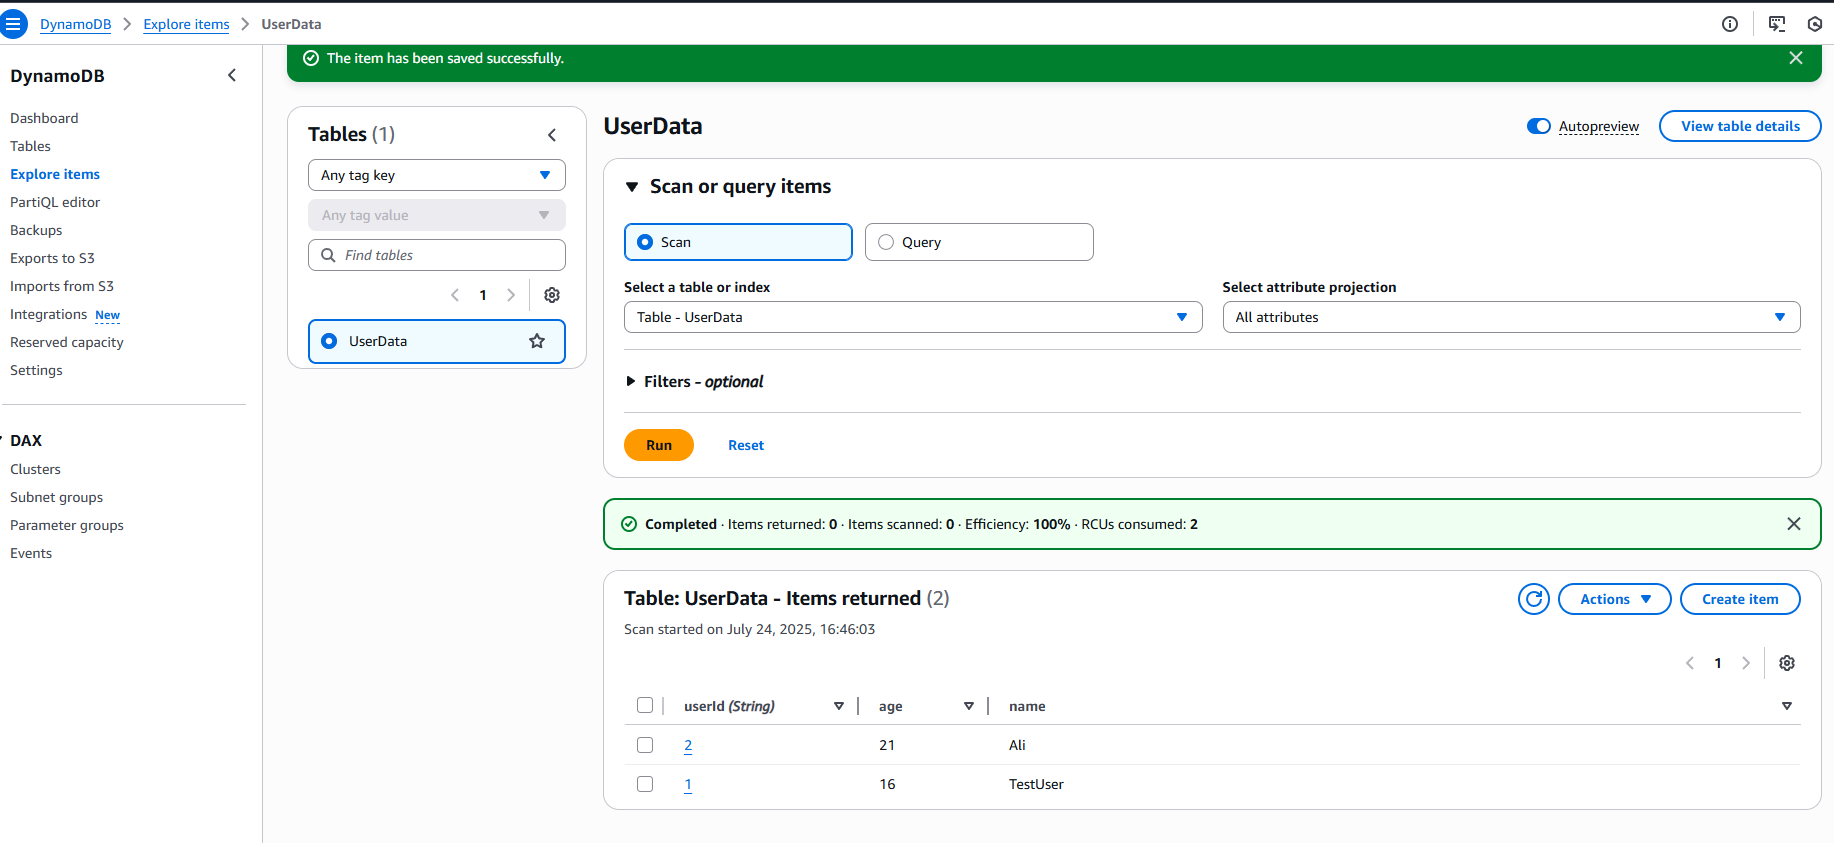 DynamoDB > Explore items > UserData
The item has been saved successfully.
DynamoDB
Dashboard
Tables
Explore items
PartiQL editor
Backups
Exports to S3
Imports from S3
Integrations New
Reserved capacity
Settings
DAX
Clusters
Subnet groups
Parameter groups
Events
Tables (1)
Any tag key
Any tag value
Find tables
1
UserData
UserData
Autopreview
View table details
Scan or query items
Scan
Query
Select a table or index
Table - UserData
Select attribute projection
All attributes
Filters - optional
Run Reset
Completed · Items returned: 0 · Items scanned: 0 · Efficiency: 100% · RCUs consumed: 2
Table: UserData - Items returned (2)
Scan started on July 24, 2025, 16:46:03
Actions
Create item
1
userId (String) age name
2 21 Ali
1 16 TestUser